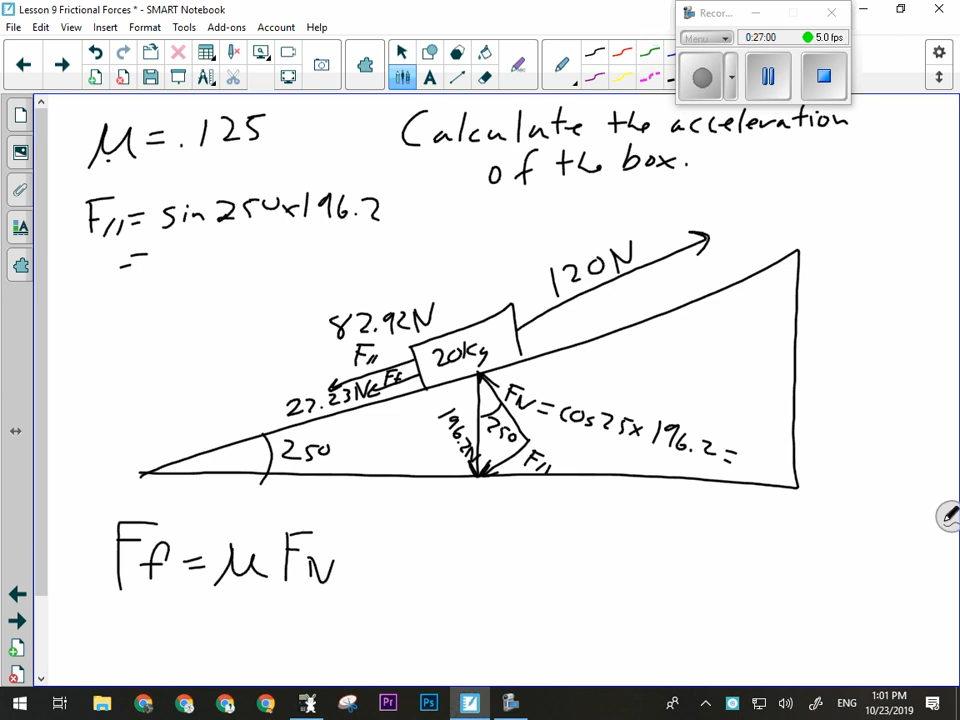 Lesson 9 Frictional Forces * - SMART Notebook
Recor...
File Edit View Insert Format Tools Add-ons Account Help
Menu
0:27:00
5.0 fps
A
μ = .125
Calculate the acceleration
of the box.
F// = sin 25° × 196.2
=
120N
82.92N
F//
20kg
Ff
22.23N
FN = cos 25 × 196.2 =
25°
196.2N
25°
F//
Ff = μ FN
Pr
Ps
ENG
1:01 PM
10/23/2019